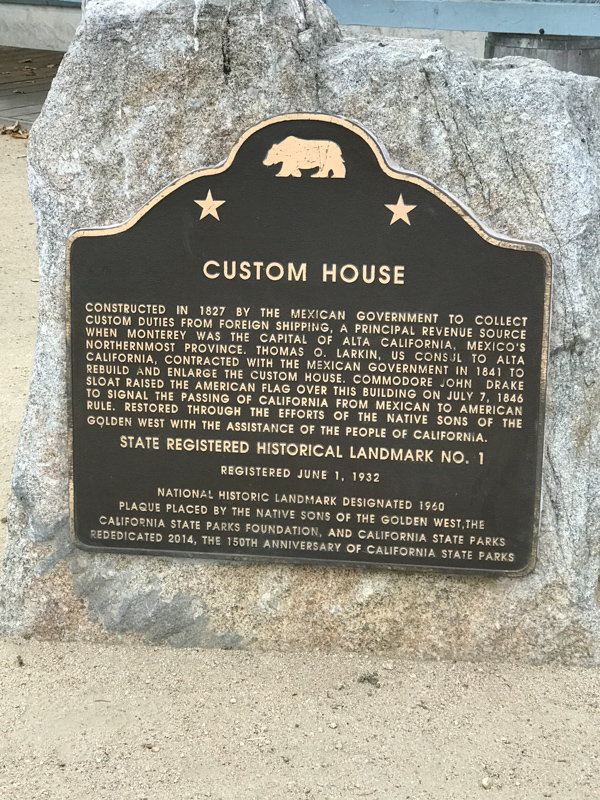 CUSTOM HOUSE
CONSTRUCTED IN 1827 BY THE MEXICAN GOVERNMENT TO COLLECT
CUSTOM DUTIES FROM FOREIGN SHIPPING, A PRINCIPAL REVENUE SOURCE
WHEN MONTEREY WAS THE CAPITAL OF ALTA CALIFORNIA, MEXICO'S
NORTHERNMOST PROVINCE. THOMAS O. LARKIN, US CONSUL TO ALTA
CALIFORNIA, CONTRACTED WITH THE MEXICAN GOVERNMENT IN 1841 TO
REBUILD AND ENLARGE THE CUSTOM HOUSE. COMMODORE JOHN DRAKE
SLOAT RAISED THE AMERICAN FLAG OVER THIS BUILDING ON JULY 7, 1846
TO SIGNAL THE PASSING OF CALIFORNIA FROM MEXICAN TO AMERICAN
RULE. RESTORED THROUGH THE EFFORTS OF THE NATIVE SONS OF THE
GOLDEN WEST WITH THE ASSISTANCE OF THE PEOPLE OF CALIFORNIA.
STATE REGISTERED HISTORICAL LANDMARK NO. 1
REGISTERED JUNE 1, 1932
NATIONAL HISTORIC LANDMARK DESIGNATED 1960
PLAQUE PLACED BY THE NATIVE SONS OF THE GOLDEN WEST,THE
CALIFORNIA STATE PARKS FOUNDATION, AND CALIFORNIA STATE PARKS
REDEDICATED 2014, THE 150TH ANNIVERSARY OF CALIFORNIA STATE PARKS